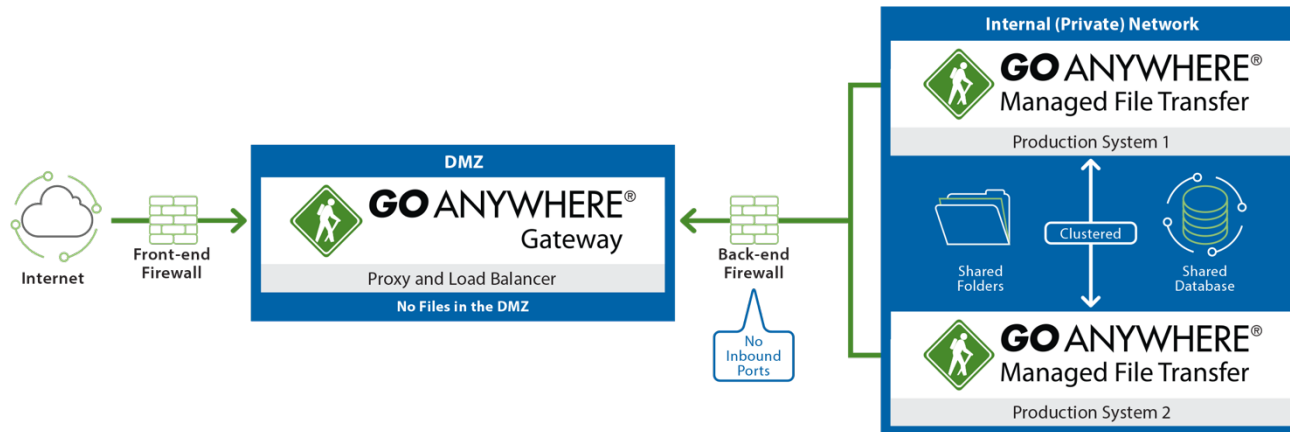 Internet
Front-end
Firewall
DMZ
GO ANYWHERE®
Gateway
Proxy and Load Balancer
No Files in the DMZ
Back-end
Firewall
No
Inbound
Ports
Internal (Private) Network
GO ANYWHERE®
Managed File Transfer
Production System 1
Shared
Folders
Clustered
Shared
Database
GO ANYWHERE®
Managed File Transfer
Production System 2